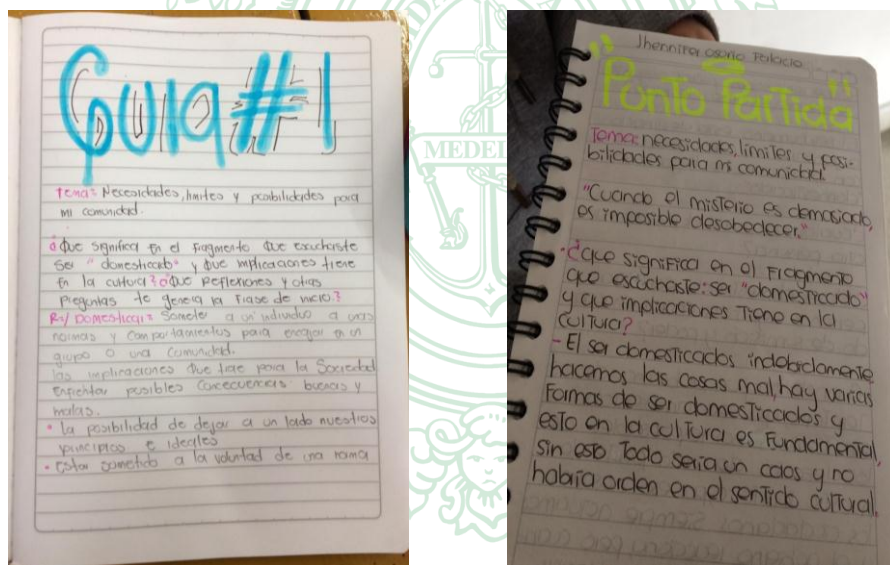 Guia #1
Tema: Necesidades, limites y posibilidades para
mi comunidad.
¿Que significa en el fragmento que escuchaste
ser "domesticado" y que implicaciones tiene
en la cultura? ¿Que reflexiones y otras
preguntas te genera la frase de inicio?
R=/ Domesticar= Someter a un individuo a unas
normas y comportamientos para encajar en un
grupo o una comunidad.
las implicaciones que trae para la Sociedad
enfrentar posibles concecuencias buenas y
malas.
• la posibilidad de dejar a un lado nuestros
principios e ideales
• Estar sometido a la voluntad de una norma
MEDE
Jhennifer osorio Palacio
"Punto Partida"
Tema: necesidades, limites y posi-
bilidades para mi comunidad.
"Cuando el misterio es demasiado,
es imposible desobedecer."
·¿que significa en el Fragmento
que escuchaste: ser "domesticado"
y que implicaciones Tiene en la
cultura?
- El ser domesticados indebidamente
hacemos las cosas mal, hay varias
Formas de ser domesticados y
esto en la cultura es Fundamental,
sin esto Todo seria un caos y no
habria orden en el sentido cultural.